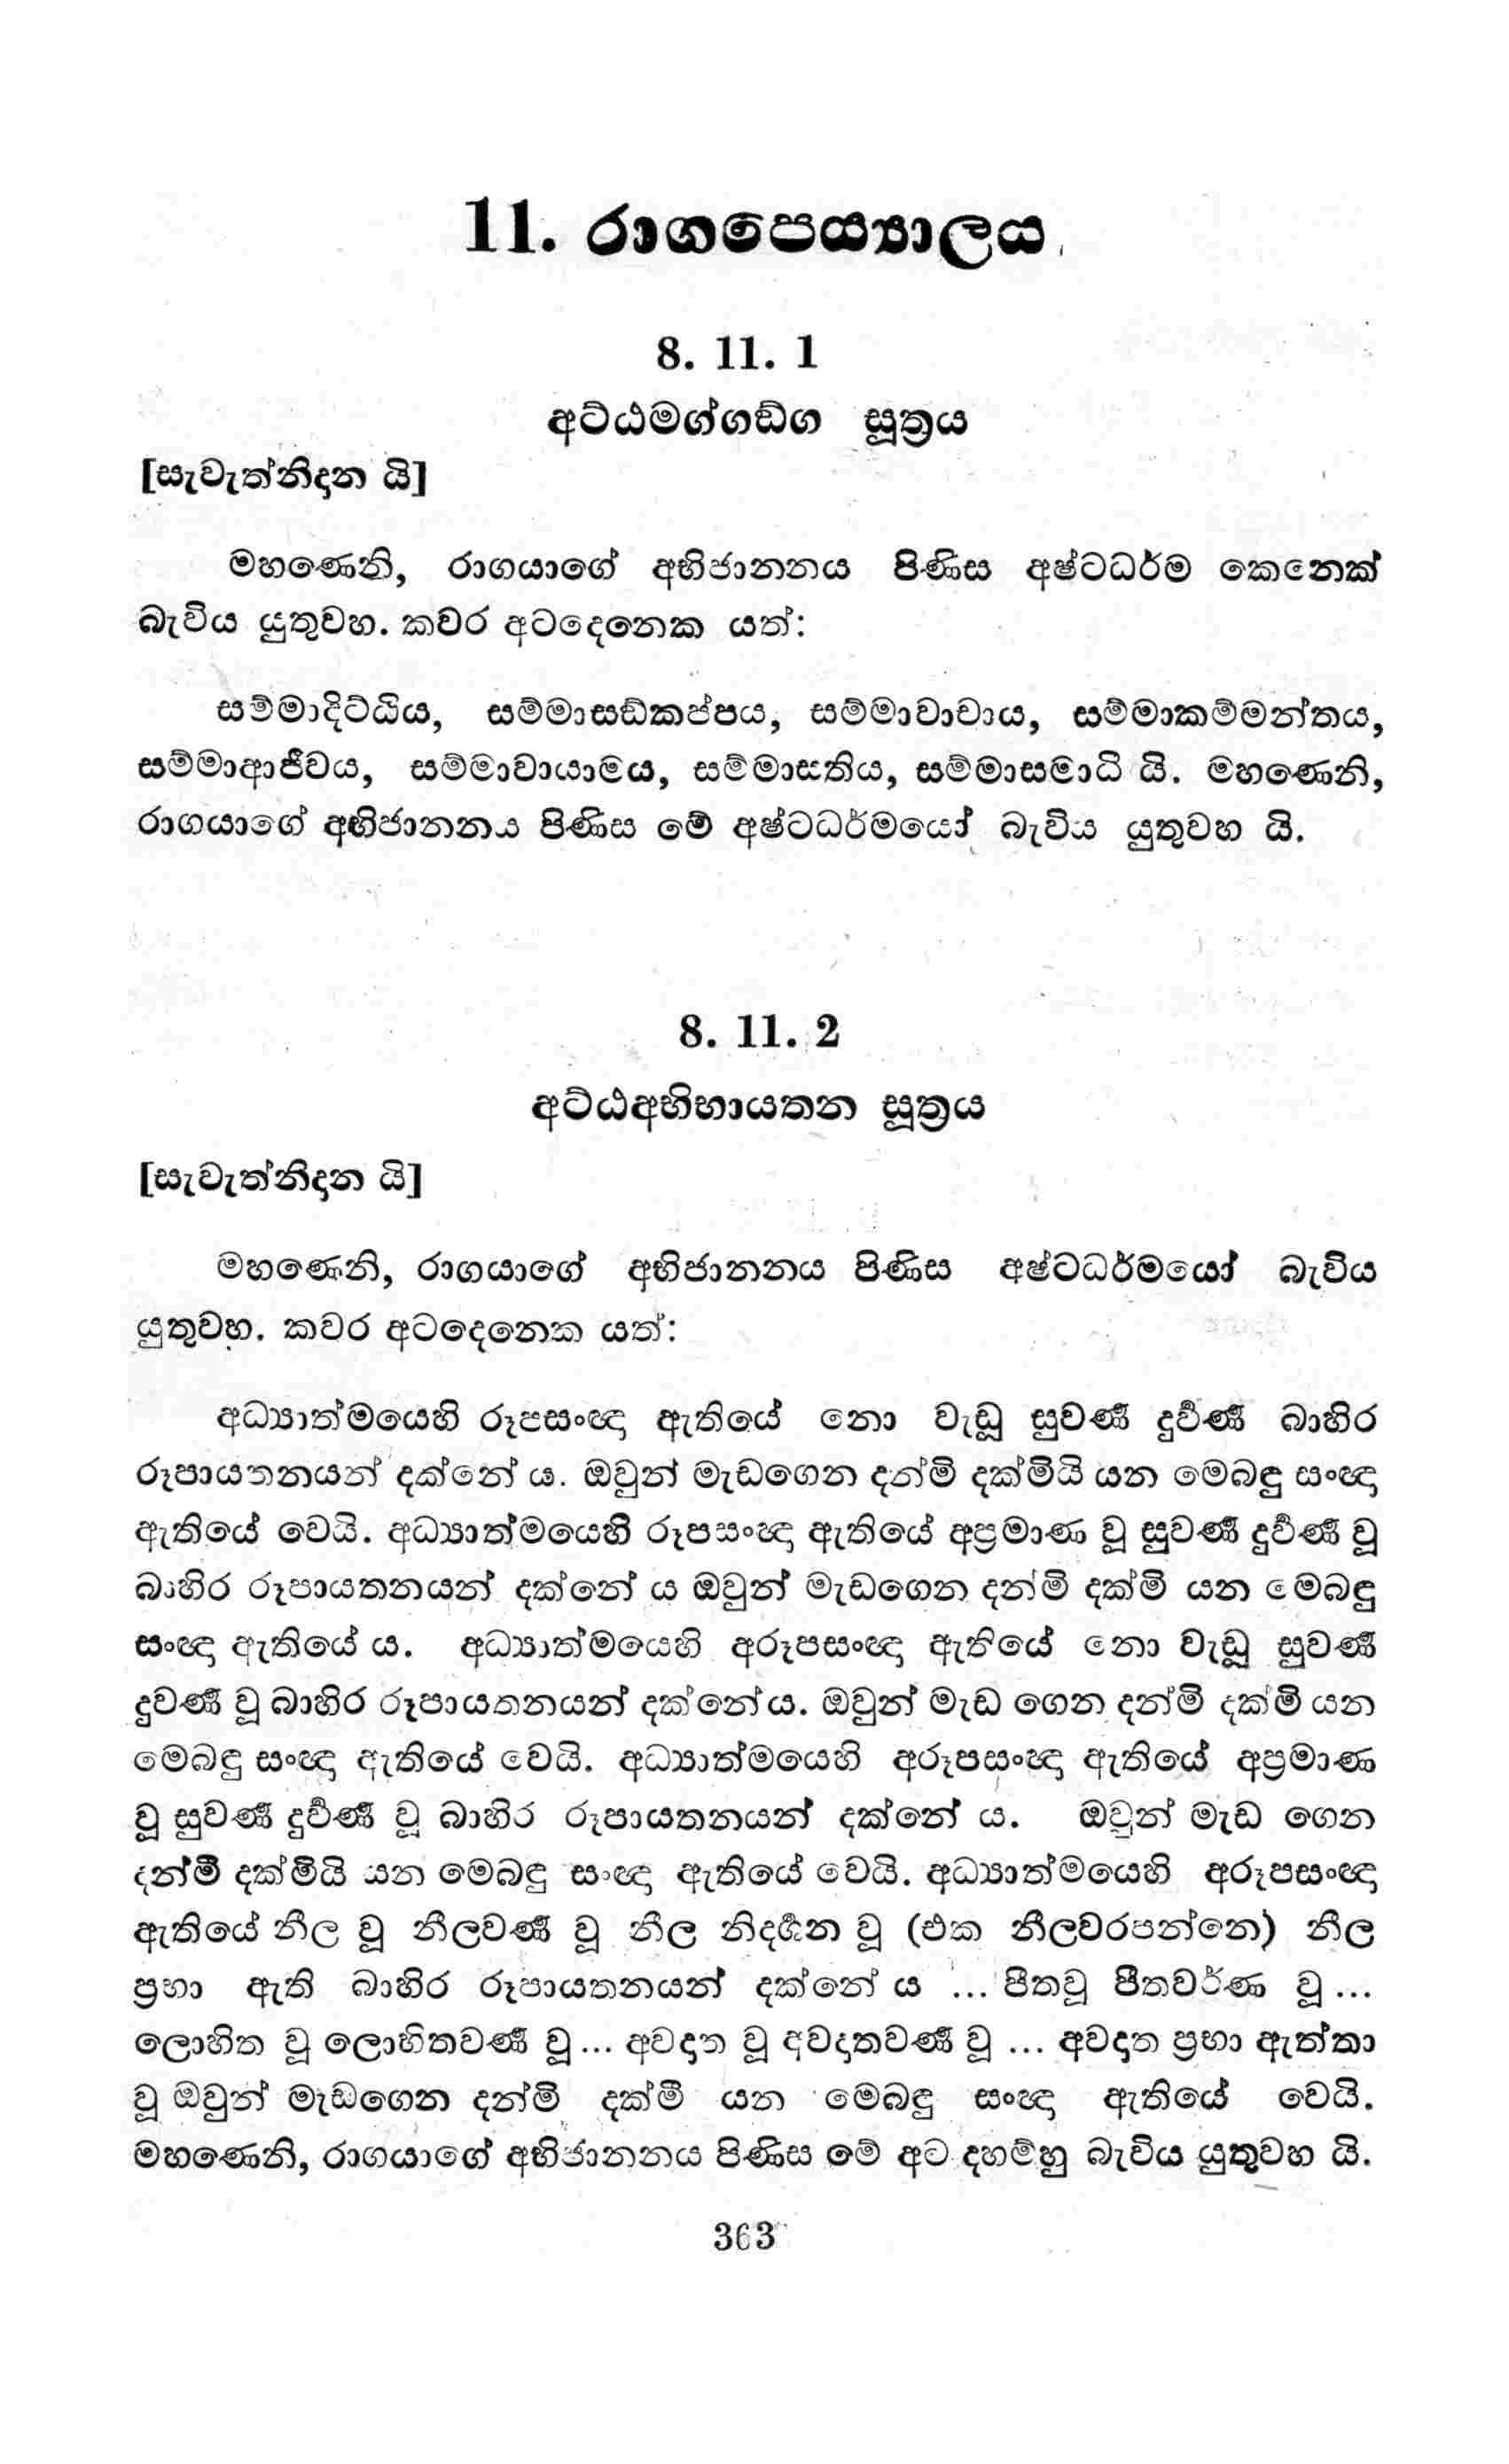 11. රාගපෙය්‍යාලය
8. 11. 1
අට්ඨමග්ගඞ්ග සූත්‍රය
[සැවැත්නිදාන යි]
මහණෙනි, රාගයාගේ අභිජානනය පිණිස අෂ්ටධර්ම කෙනෙක්
බැවිය යුතුවහ. කවර අටදෙනෙක යත්:
සම්මාදිට්ඨිය, සම්මාසඞ්කප්පය, සම්මාවාචාය, සම්මාකම්මන්තය,
සම්මාආජීවය, සම්මාවායාමය, සම්මාසතිය, සම්මාසමාධි යි. මහණෙනි,
රාගයාගේ අභිජානනය පිණිස මේ අෂ්ටධර්මයෝ බැවිය යුතුවහ යි.
8. 11. 2
අට්ඨඅභිභායතන සූත්‍රය
[සැවැත්නිදාන යි]
මහණෙනි, රාගයාගේ අභිජානනය පිණිස අෂ්ටධර්මයෝ බැවිය
යුතුවහ. කවර අටදෙනෙක යත්:
අධ්‍යාත්මයෙහි රූපසංඥා ඇතියේ නො වැඩූ සුවර්‍ණ දුර්‍වර්‍ණ බාහිර
රූපායතනයන් දක්නේ ය. ඔවුන් මැඩගෙන දන්මි දක්මියි යන මෙබඳු සංඥා
ඇතියේ වෙයි. අධ්‍යාත්මයෙහි රූපසංඥා ඇතියේ අප්‍රමාණ වූ සුවර්‍ණ දුර්‍වර්‍ණ වූ
බාහිර රූපායතනයන් දක්නේ ය ඔවුන් මැඩගෙන දන්මි දක්මි යන මෙබඳු
සංඥා ඇතියේ ය. අධ්‍යාත්මයෙහි අරූපසංඥා ඇතියේ නො වැඩූ සුවර්‍ණ
දුවර්‍ණ වූ බාහිර රූපායතනයන් දක්නේය. ඔවුන් මැඩ ගෙන දන්මි දක්මි යන
මෙබඳු සංඥා ඇතියේ වෙයි. අධ්‍යාත්මයෙහි අරූපසංඥා ඇතියේ අප්‍රමාණ
වූ සුවර්‍ණ දුර්‍වර්‍ණ වූ බාහිර රූපායතනයන් දක්නේ ය. ඔවුන් මැඩ ගෙන
දන්මි දක්මියි යන මෙබඳු සංඥා ඇතියේ වෙයි. අධ්‍යාත්මයෙහි අරූපසංඥා
ඇතියේ නීල වූ නීලවර්‍ණ වූ නීල නිදර්‍ශන වූ (එක නීලවරපන්නෙ) නීල
ප්‍රභා ඇති බාහිර රූපායතනයන් දක්නේ ය ... පීතවූ පීතවර්ණ වූ ...
ලොහිත වූ ලොහිතවර්‍ණ වූ ... අවදාත වූ අවදාතවර්‍ණ වූ ... අවදාත ප්‍රභා ඇත්තා
වූ ඔවුන් මැඩගෙන දන්මි දක්මි යන මෙබඳු සංඥා ඇතියේ වෙයි.
මහණෙනි, රාගයාගේ අභිජානනය පිණිස මේ අට දහම්හු බැවිය යුතුවහ යි.
363